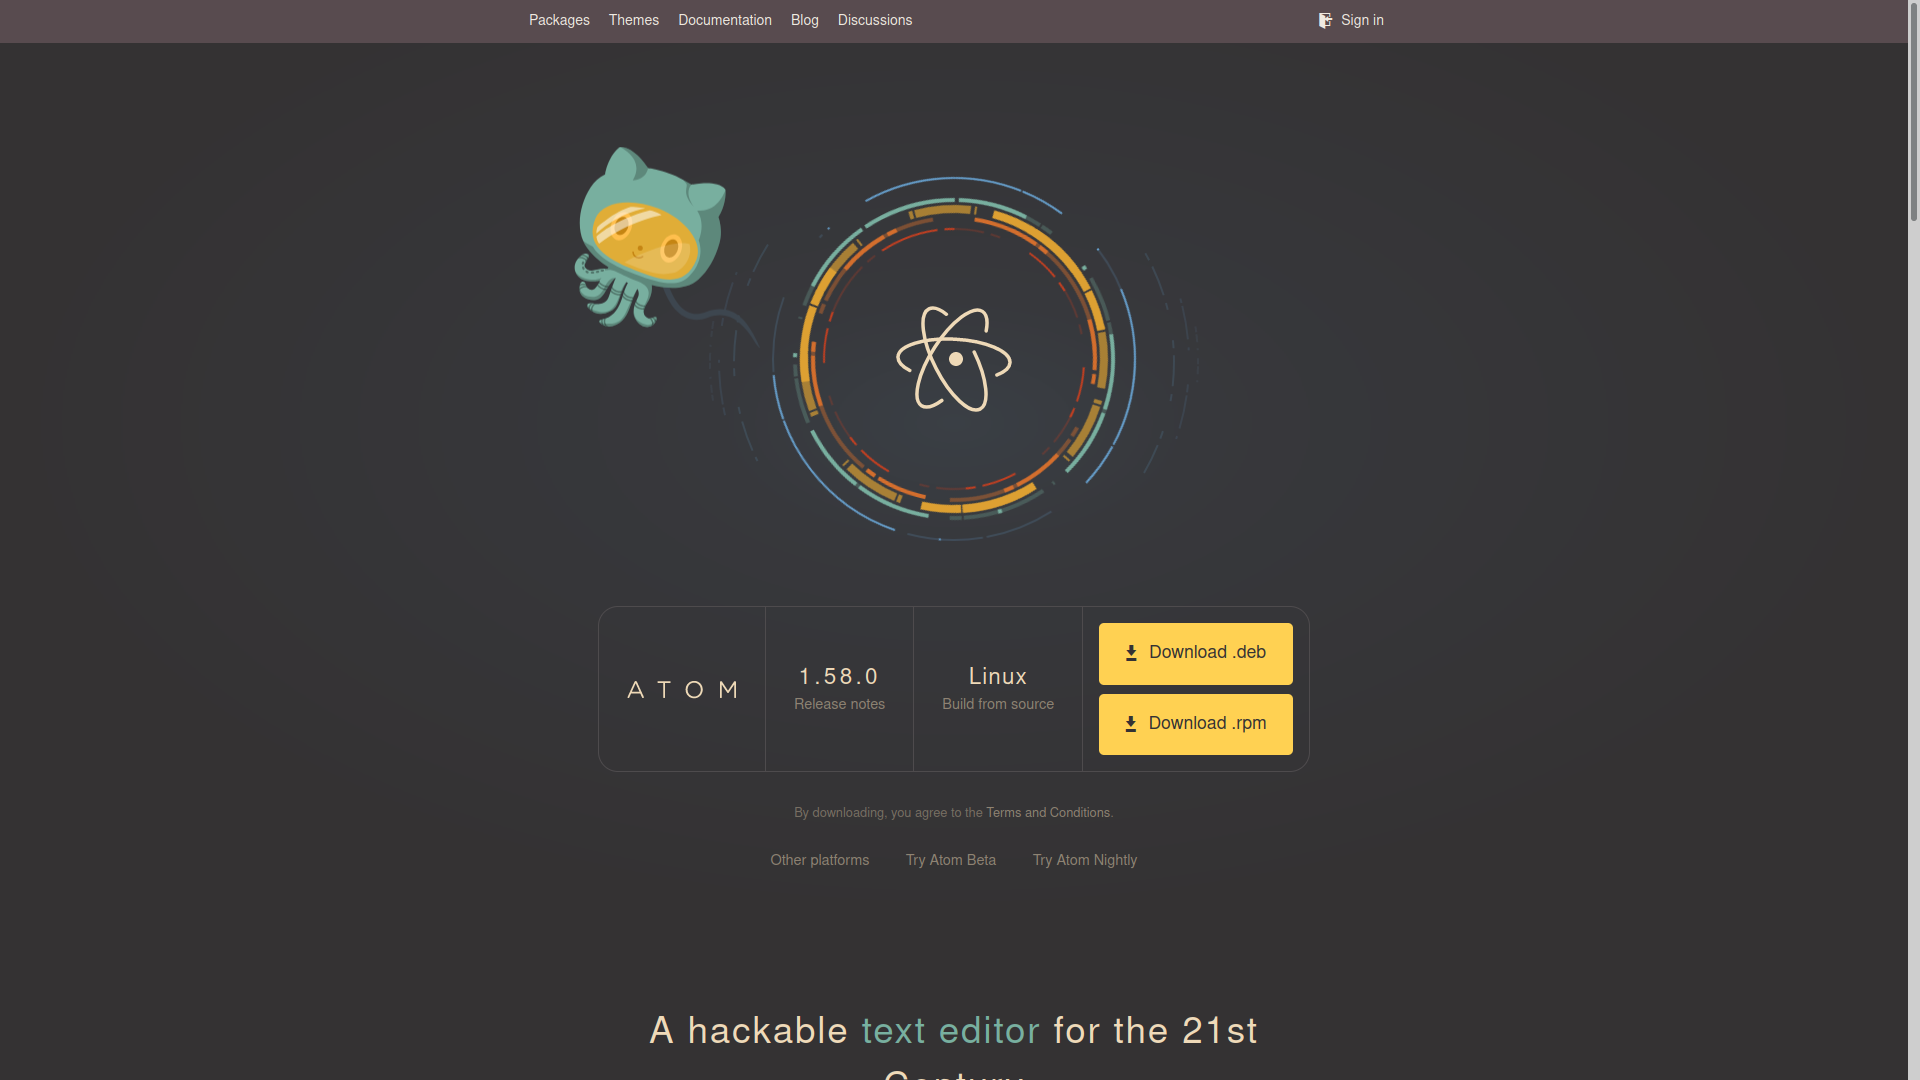 Packages Themes Documentation Blog Discussions Sign in
ATOM
1.58.0
Release notes
Linux
Build from source
Download .deb
Download .rpm
By downloading, you agree to the Terms and Conditions.
Other platforms Try Atom Beta Try Atom Nightly
A hackable text editor for the 21st